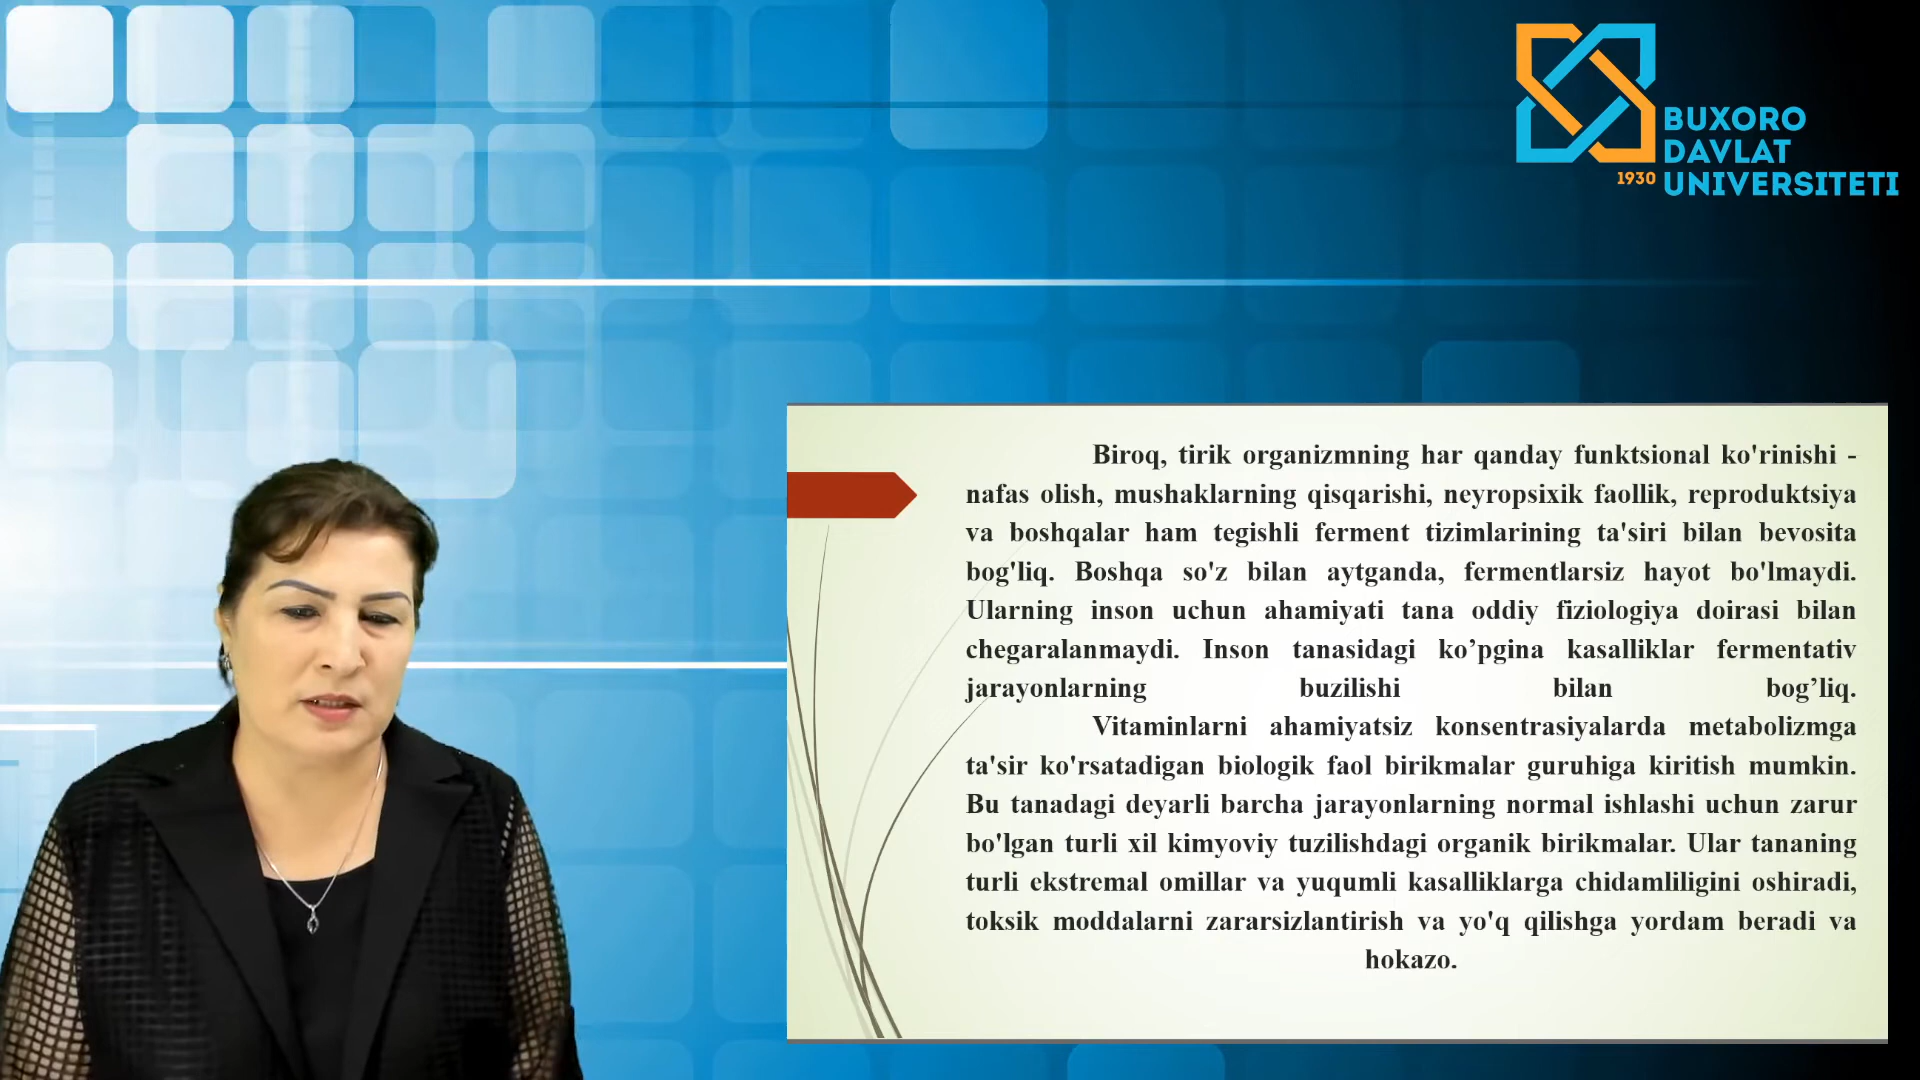 BUXORO
DAVLAT
1930 UNIVERSITETI
Biroq, tirik organizmning har qanday funktsional ko'rinishi -
nafas olish, mushaklarning qisqarishi, neyropsixik faollik, reproduktsiya
va boshqalar ham tegishli ferment tizimlarining ta'siri bilan bevosita
bog'liq. Boshqa so'z bilan aytganda, fermentlarsiz hayot bo'lmaydi.
Ularning inson uchun ahamiyati tana oddiy fiziologiya doirasi bilan
chegaralanmaydi. Inson tanasidagi ko’pgina kasalliklar fermentativ
jarayonlarning buzilishi bilan bog’liq.
Vitaminlarni ahamiyatsiz konsentrasiyalarda metabolizmga
ta'sir ko'rsatadigan biologik faol birikmalar guruhiga kiritish mumkin.
Bu tanadagi deyarli barcha jarayonlarning normal ishlashi uchun zarur
bo'lgan turli xil kimyoviy tuzilishdagi organik birikmalar. Ular tananing
turli ekstremal omillar va yuqumli kasalliklarga chidamliligini oshiradi,
toksik moddalarni zararsizlantirish va yo'q qilishga yordam beradi va
hokazo.